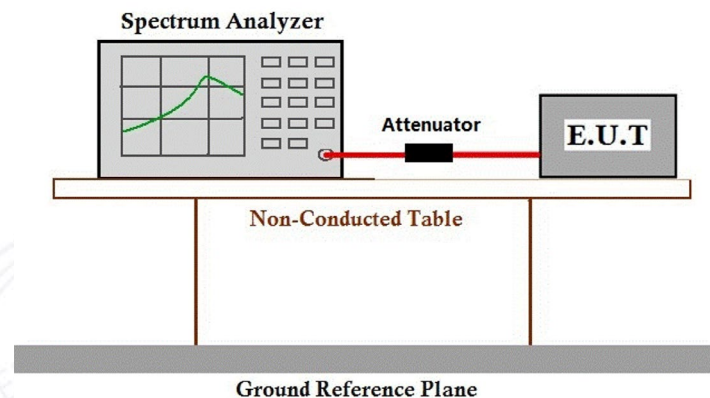 Spectrum Analyzer
Attenuator
E.U.T
Non-Conducted Table
Ground Reference Plane